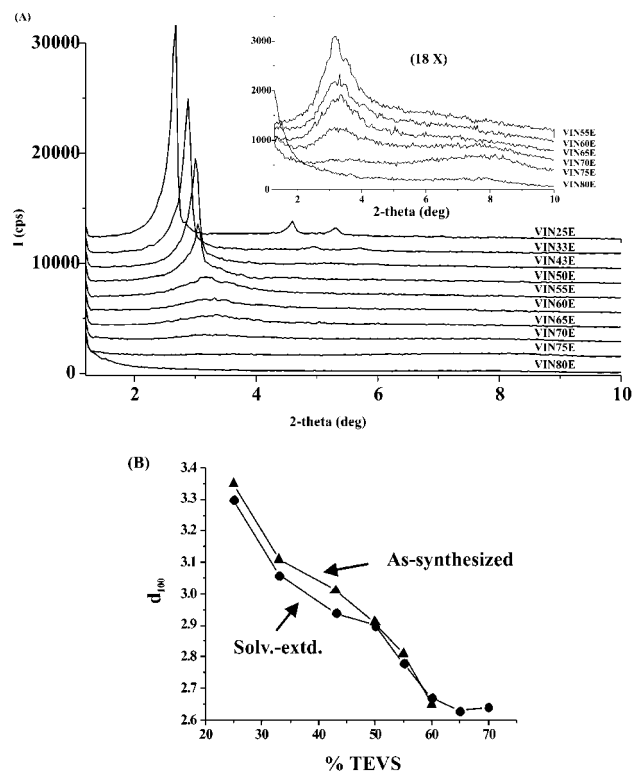 (A)
30000
20000
10000
0
I (cps)
3000
2000
1000
0
(18 X)
VIN55E
VIN60E
VIN65E
VIN70E
VIN75E
VIN80E
2 4 6 8 10
2-theta (deg)
VIN25E
VIN33E
VIN43E
VIN50E
VIN55E
VIN60E
VIN65E
VIN70E
VIN75E
VIN80E
2 4 6 8 10
2-theta (deg)
(B)
3.4
3.3
3.2
3.1
3.0
2.9
2.8
2.7
2.6
d100
As-synthesized
Solv.-extd.
20 30 40 50 60 70
% TEVS